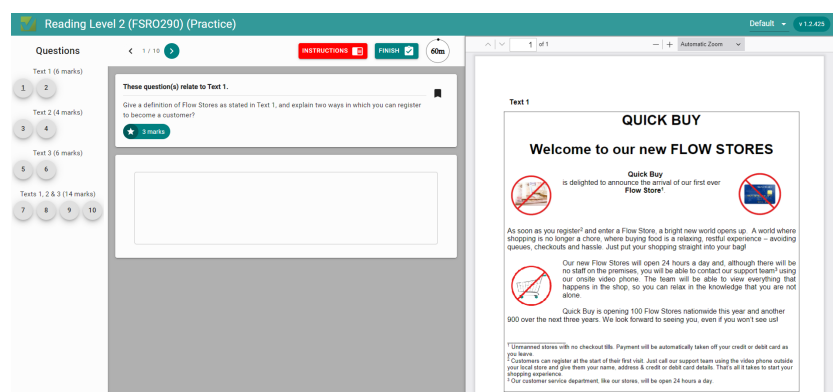 Reading Level 2 (FSRO290) (Practice)
Default
v 1.2.425
Questions
1 / 10
INSTRUCTIONS
FINISH
60m
1 of 1
Automatic Zoom
Text 1 (6 marks)
1 2
Text 2 (4 marks)
3 4
Text 3 (6 marks)
5 6
Texts 1, 2 & 3 (14 marks)
7 8 9 10
These question(s) relate to Text 1.
Give a definition of Flow Stores as stated in Text 1, and explain two ways in which you can register
to become a customer?
3 marks
Text 1
QUICK BUY
Welcome to our new FLOW STORES
Quick Buy
is delighted to announce the arrival of our first ever
Flow Store¹.
As soon as you register² and enter a Flow Store, a bright new world opens up. A world where
shopping is no longer a chore, where buying food is a relaxing, restful experience – avoiding
queues, checkouts and hassle. Just put your shopping straight into your bag!
Our new Flow Stores will open 24 hours a day and, although there will be
no staff on the premises, you will be able to contact our support team³ using
our onsite video phone. The team will be able to view everything that
happens in the shop, so you can relax in the knowledge that you are not
alone.
Quick Buy is opening 100 Flow Stores nationwide this year and another
900 over the next three years. We look forward to seeing you, even if you won't see us!
¹ Unmanned stores with no checkout tills. Payment will be automatically taken off your credit or debit card as
you leave.
² Customers can register at the start of their first visit. Just call our support team using the video phone outside
your local store and give them your name, address & credit or debit card details. That's all it takes to start your
shopping experience.
³ Our customer service department, like our stores, will be open 24 hours a day.